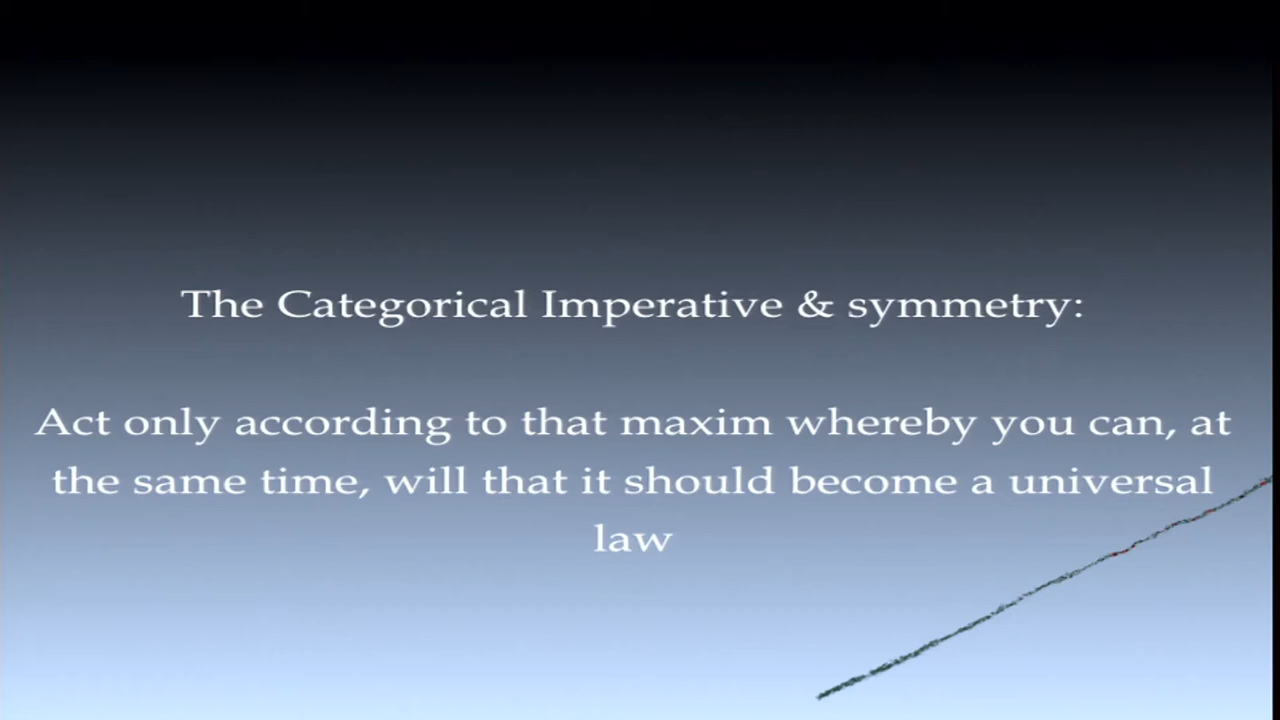 The Categorical Imperative & symmetry:
Act only according to that maxim whereby you can, at
the same time, will that it should become a universal
law